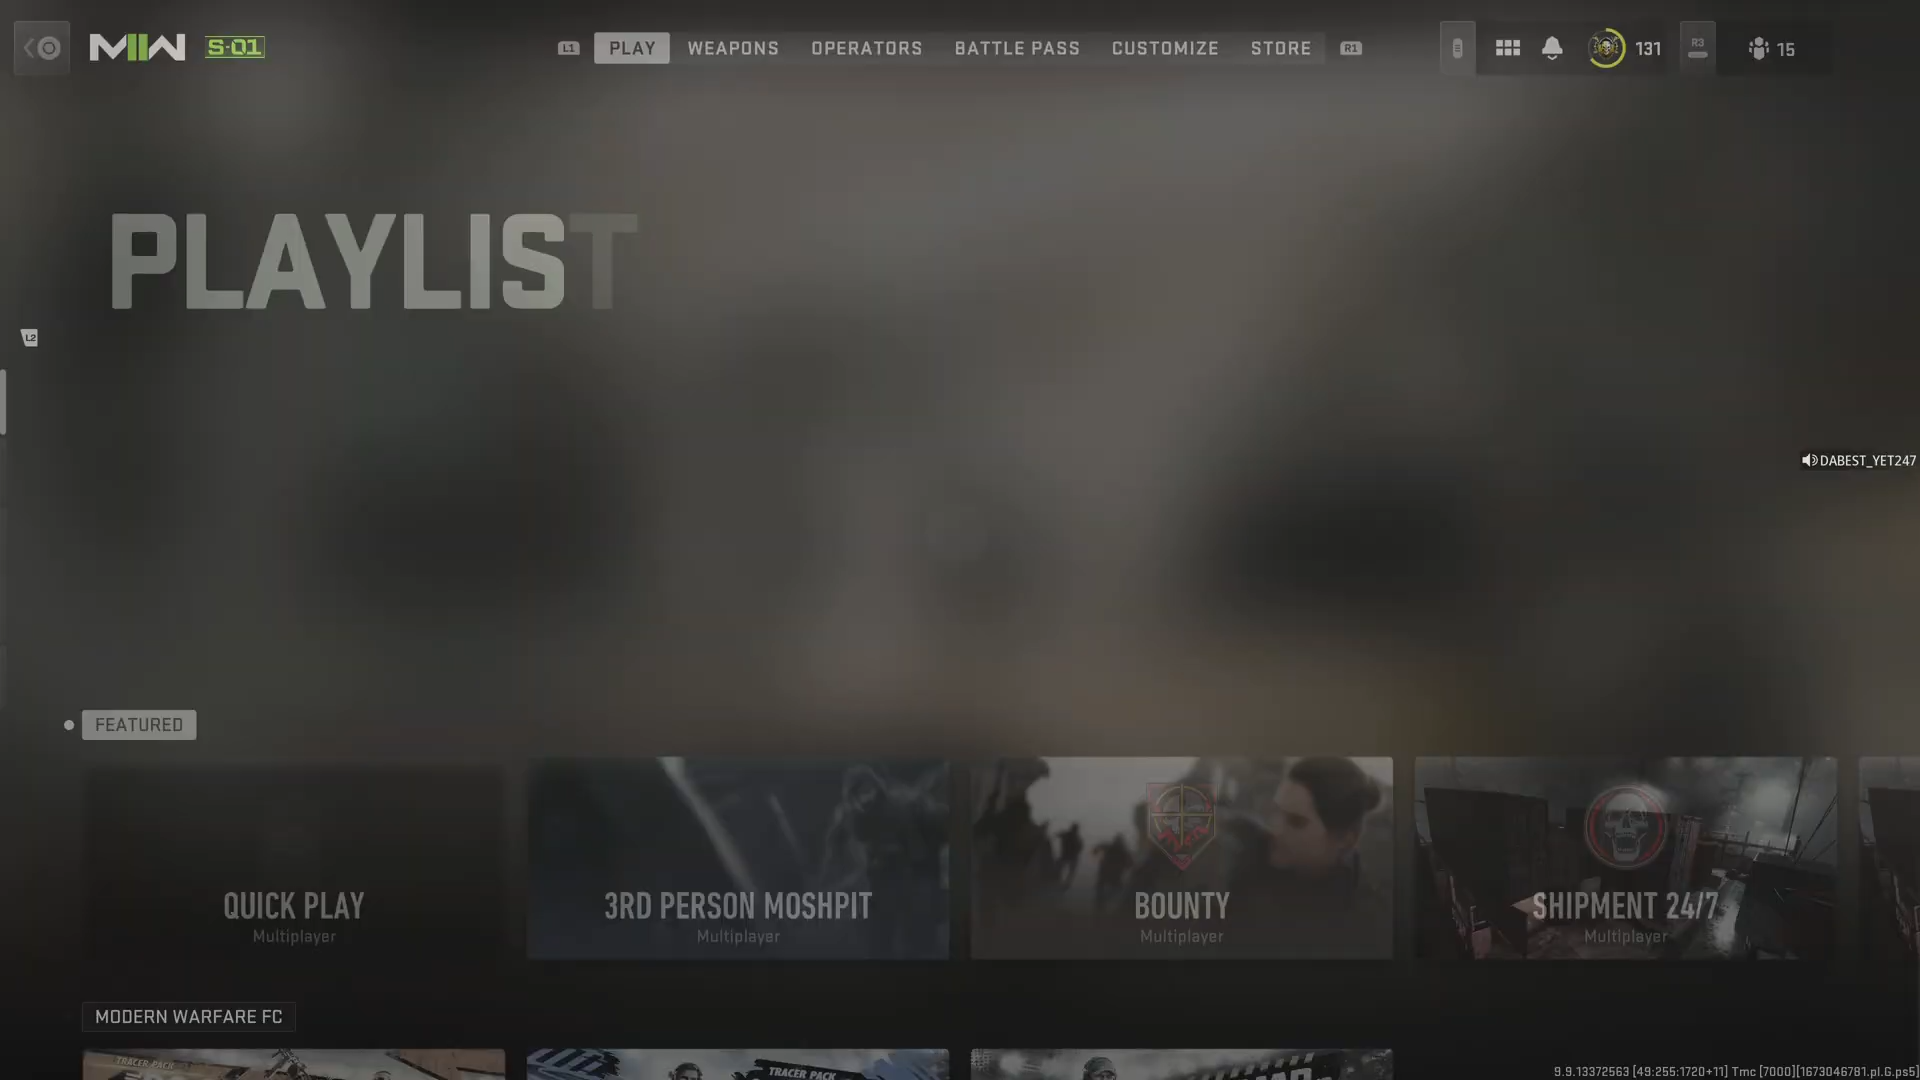 MWII S-01 L1 PLAY WEAPONS OPERATORS BATTLE PASS CUSTOMIZE STORE R1 131 R3 15
PLAYLIST
L2
DABEST_YET247
FEATURED
QUICK PLAY
Multiplayer
3RD PERSON MOSHPIT
Multiplayer
BOUNTY
Multiplayer
SHIPMENT 24/7
Multiplayer
MODERN WARFARE FC
TRACER PACK
TRACER PACK
9.9.13372563 [49:255:1720+11] Tmc [7000][1673046781.pl.G.ps5]